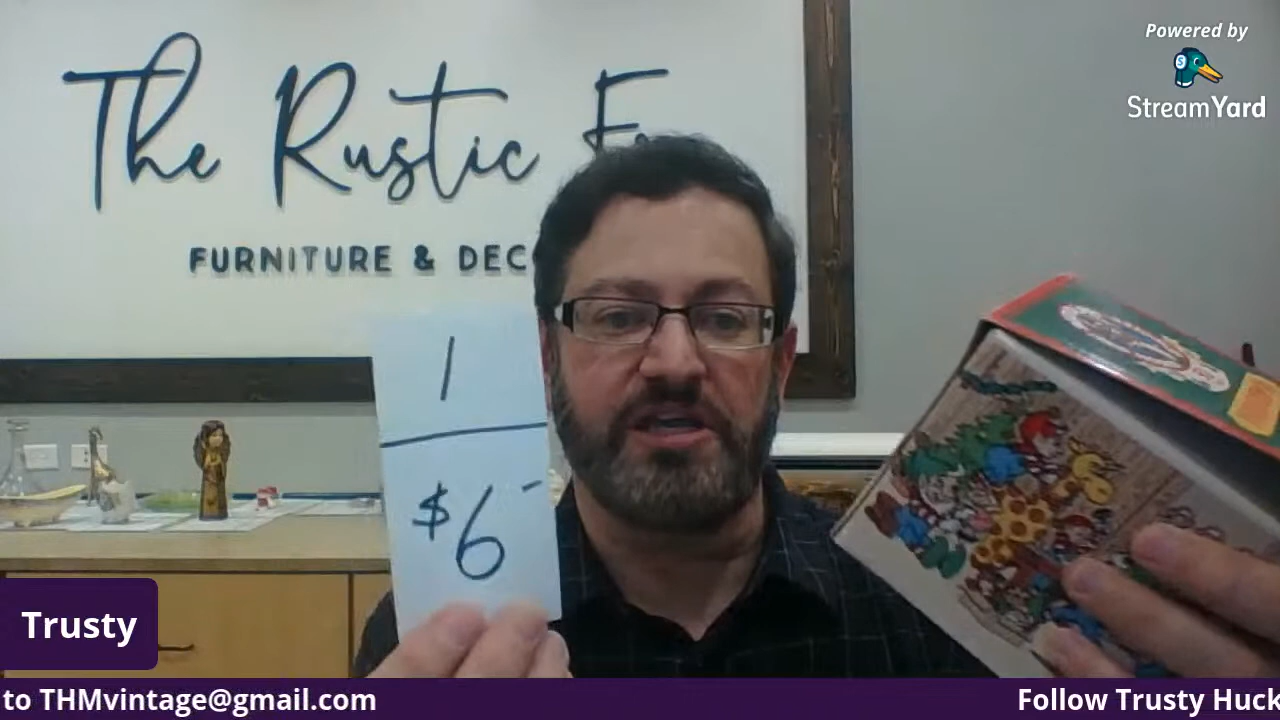 Powered by
StreamYard
The Rustic
FURNITURE & DEC
1
$6-
Trusty
to THMvintage@gmail.com
Follow Trusty Huck